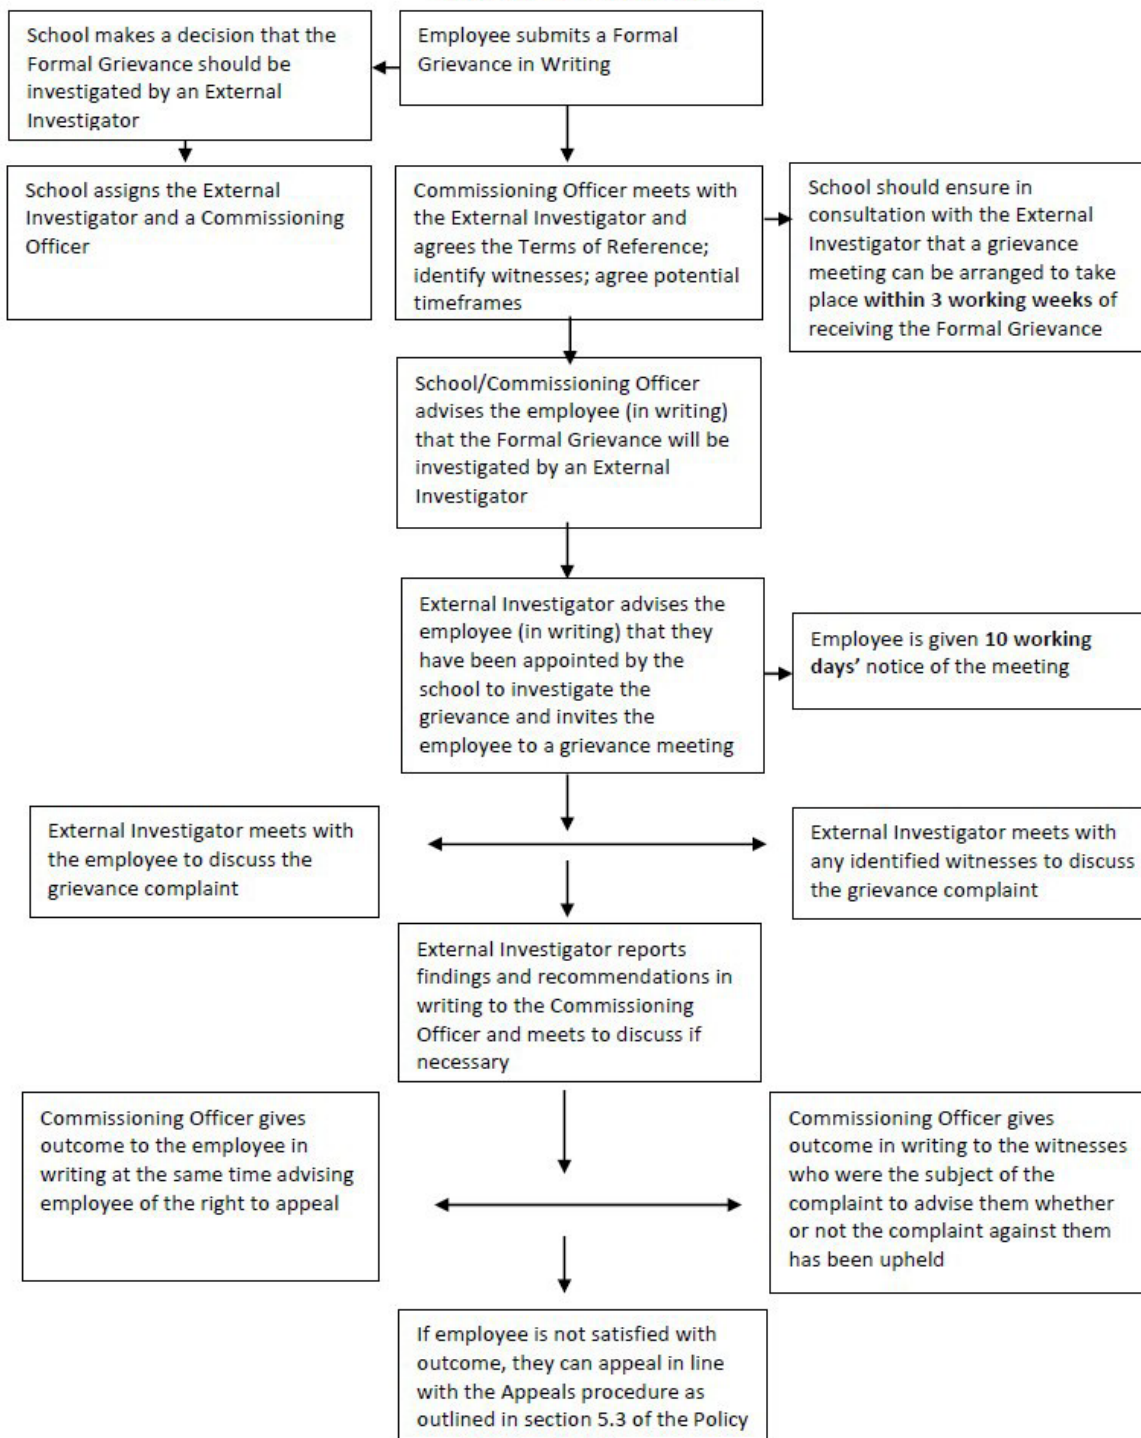 School makes a decision that the
Formal Grievance should be
investigated by an External
Investigator
Employee submits a Formal
Grievance in Writing
School assigns the External
Investigator and a Commissioning
Officer
Commissioning Officer meets with
the External Investigator and
agrees the Terms of Reference;
identify witnesses; agree potential
timeframes
School should ensure in
consultation with the External
Investigator that a grievance
meeting can be arranged to take
place within 3 working weeks of
receiving the Formal Grievance
School/Commissioning Officer
advises the employee (in writing)
that the Formal Grievance will be
investigated by an External
Investigator
External Investigator advises the
employee (in writing) that they
have been appointed by the
school to investigate the
grievance and invites the
employee to a grievance meeting
Employee is given 10 working
days’ notice of the meeting
External Investigator meets with
the employee to discuss the
grievance complaint
External Investigator meets with
any identified witnesses to discuss
the grievance complaint
External Investigator reports
findings and recommendations in
writing to the Commissioning
Officer and meets to discuss if
necessary
Commissioning Officer gives
outcome to the employee in
writing at the same time advising
employee of the right to appeal
Commissioning Officer gives
outcome in writing to the witnesses
who were the subject of the
complaint to advise them whether
or not the complaint against them
has been upheld
If employee is not satisfied with
outcome, they can appeal in line
with the Appeals procedure as
outlined in section 5.3 of the Policy